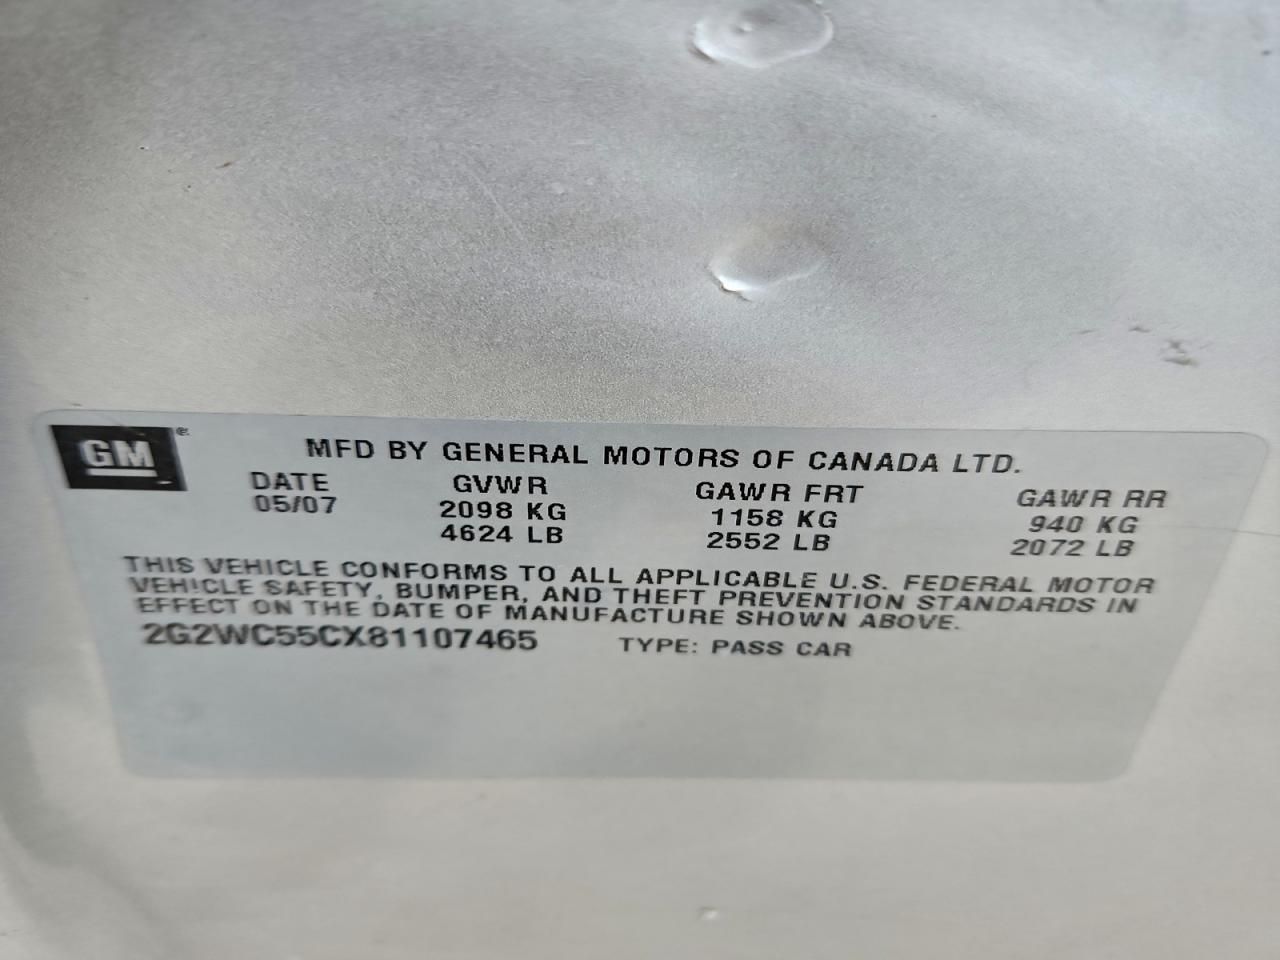 GM
MFD BY GENERAL MOTORS OF CANADA LTD.
DATE GVWR GAWR FRT GAWR RR
05/07 2098 KG 1158 KG 940 KG
4624 LB 2552 LB 2072 LB
THIS VEHICLE CONFORMS TO ALL APPLICABLE U.S. FEDERAL MOTOR
VEHICLE SAFETY, BUMPER, AND THEFT PREVENTION STANDARDS IN
EFFECT ON THE DATE OF MANUFACTURE SHOWN ABOVE.
2G2WC55CX81107465 TYPE: PASS CAR